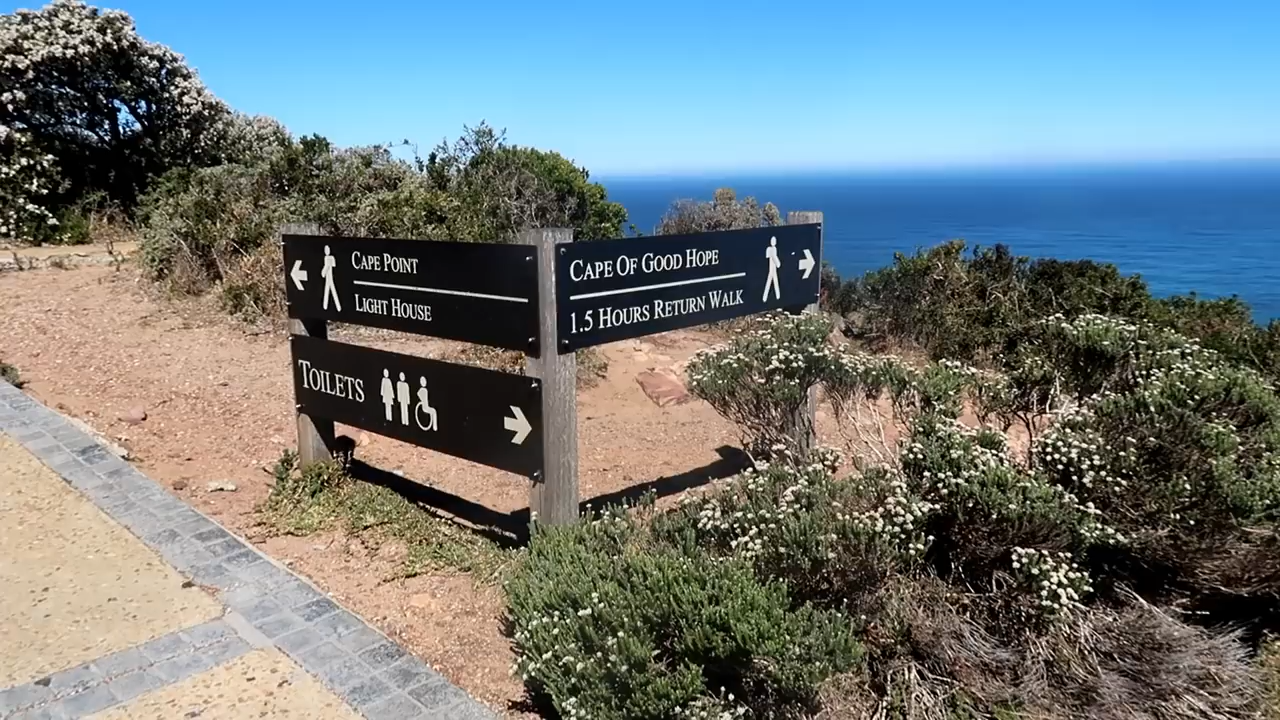 CAPE POINT
LIGHT HOUSE
TOILETS
CAPE OF GOOD HOPE
1.5 HOURS RETURN WALK